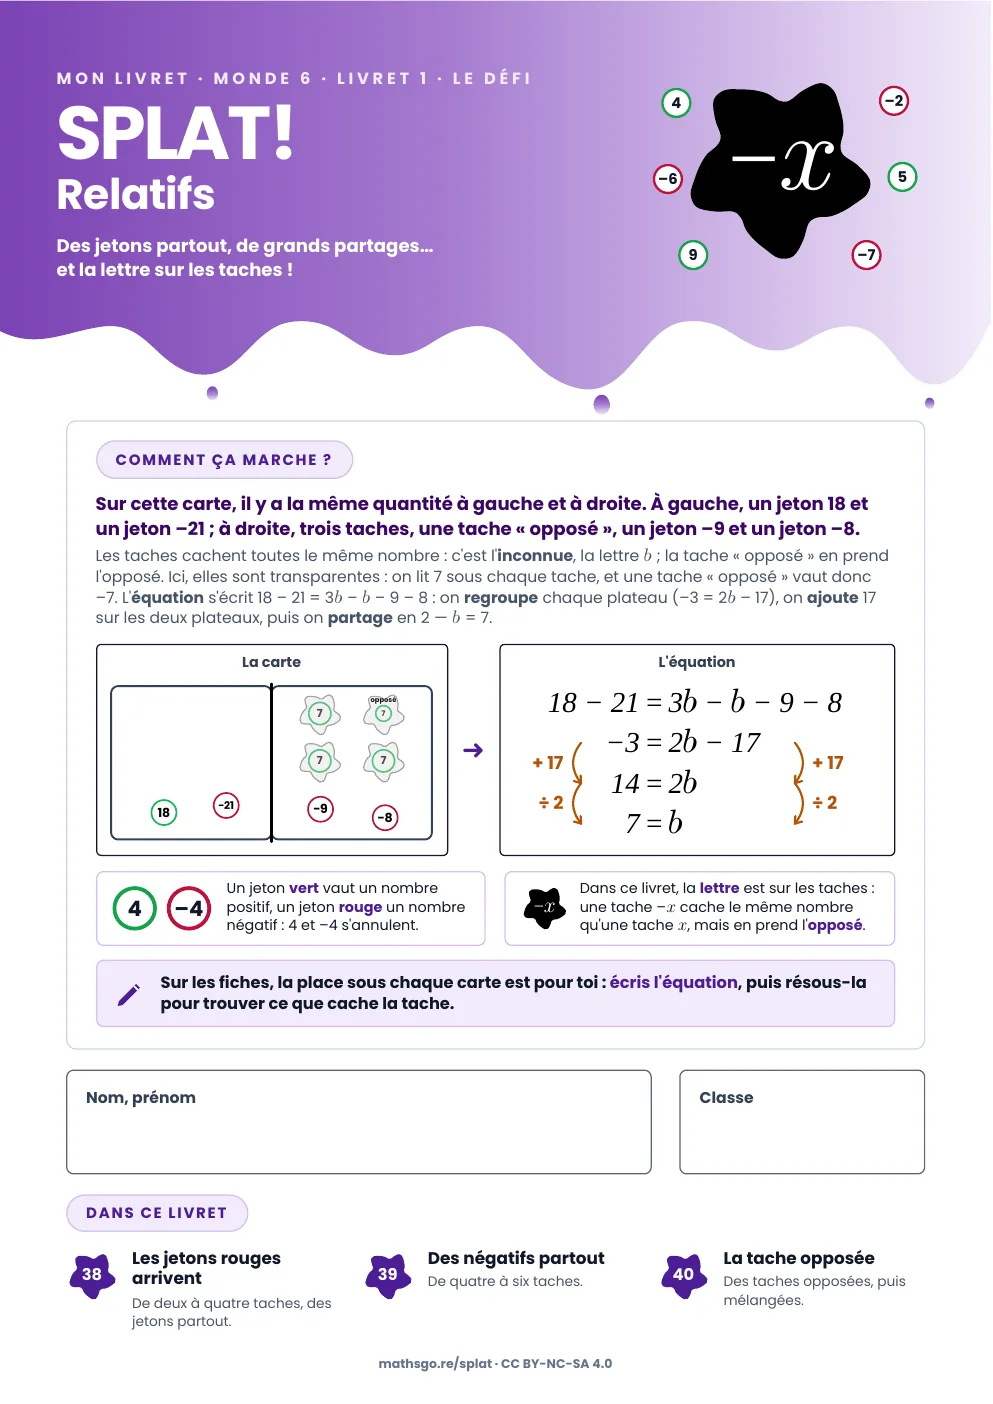 MON LIVRET · MONDE 6 · LIVRET 1 · LE DÉFI
SPLAT!
Relatifs
Des jetons partout, de grands partages…
et la lettre sur les taches !
4
−2
−x
−6
5
9
−7
COMMENT ÇA MARCHE ?
Sur cette carte, il y a la même quantité à gauche et à droite. À gauche, un jeton 18 et
un jeton −21 ; à droite, trois taches, une tache « opposé », un jeton −9 et un jeton −8.
Les taches cachent toutes le même nombre : c'est l'inconnue, la lettre b ; la tache « opposé » en prend
l'opposé. Ici, elles sont transparentes : on lit 7 sous chaque tache, et une tache « opposé » vaut donc
−7. L'équation s'écrit 18 − 21 = 3b − b − 9 − 8 : on regroupe chaque plateau (−3 = 2b − 17), on ajoute 17
sur les deux plateaux, puis on partage en 2 — b = 7.
La carte
7
opposé
7
7
7
18
−21
−9
−8
➜
L'équation
18 − 21 = 3b − b − 9 − 8
−3 = 2b − 17
+ 17
+ 17
14 = 2b
÷ 2
÷ 2
7 = b
4
−4
Un jeton vert vaut un nombre
positif, un jeton rouge un nombre
négatif : 4 et −4 s'annulent.
−x
Dans ce livret, la lettre est sur les taches :
une tache −x cache le même nombre
qu'une tache x, mais en prend l'opposé.
Sur les fiches, la place sous chaque carte est pour toi : écris l'équation, puis résous-la
pour trouver ce que cache la tache.
Nom, prénom
Classe
DANS CE LIVRET
38
Les jetons rouges
arrivent
De deux à quatre taches, des
jetons partout.
39
Des négatifs partout
De quatre à six taches.
40
La tache opposée
Des taches opposées, puis
mélangées.
mathsgo.re/splat · CC BY-NC-SA 4.0